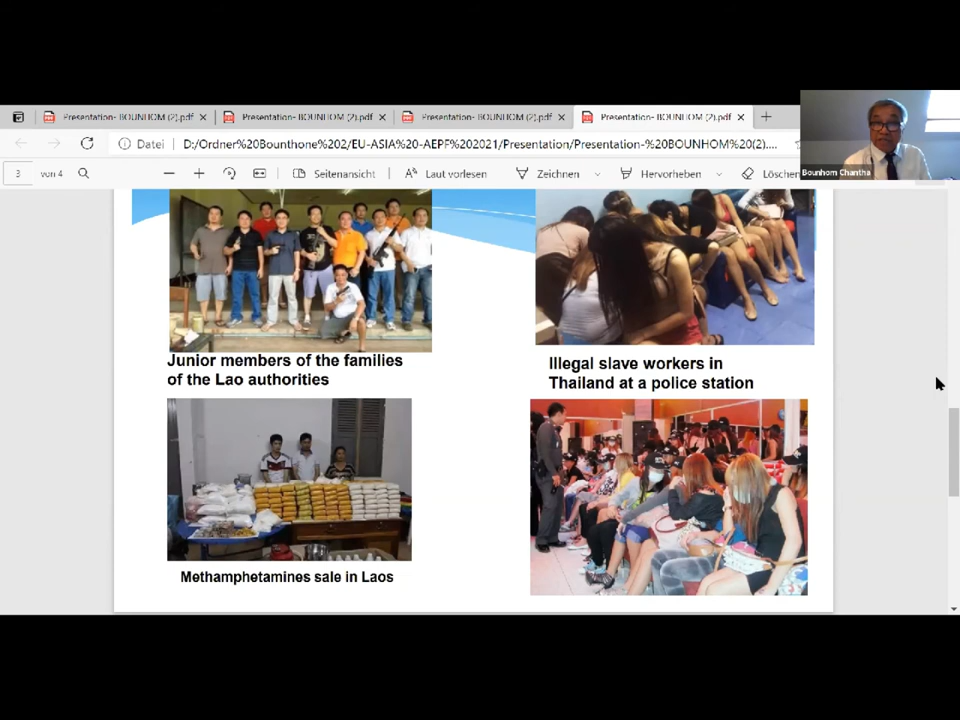 Presentation- BOUNHOM (2).pdf
Presentation- BOUNHOM (2).pdf
Presentation- BOUNHOM (2).pdf
Presentation- BOUNHOM (2).pdf
Datei
D:/Ordner%20Bounthone%202/EU-ASIA%20-AEPF%202021/Presentation/Presentation-%20BOUNHOM%20(2)....
3 von 4
Seitenansicht
Laut vorlesen
Zeichnen
Hervorheben
Löschen
Bounhom Chantha
Junior members of the families
of the Lao authorities
Illegal slave workers in
Thailand at a police station
Methamphetamines sale in Laos